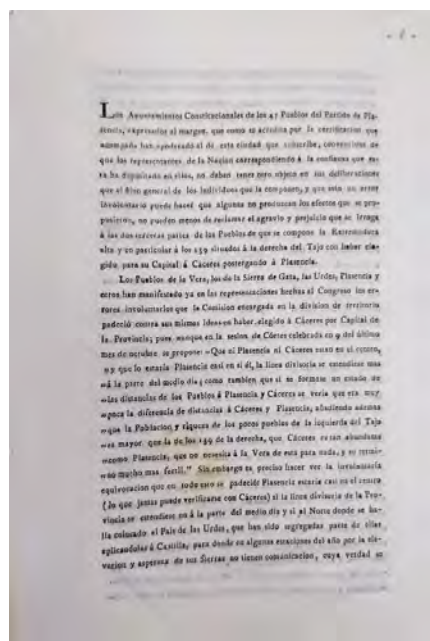 Los Ayuntamientos Constitucionales de los 47 Pueblos del Partido de Pla-
sencia, expresados al margen, que como se acredita por la certificacion que
acompaña han apoderado al de esta ciudad que subscribe, convencidos de
que los representantes de la Nacion correspondiendo á la confianza que es-
ta ha depositado en ellos, no deben tener otro objeto en sus deliberaciones
que el bien general de los individuos que la componen, y que solo un error
involuntario puede hacer que algunas no produzcan los efectos que se pro-
pusieron, no pueden menos de reclamar el agravio y perjuicio que se irroga
á las dos terceras partes de los Pueblos de que se compone la Extremadura
alta y en particular á los 159 situados á la derecha del Tajo con haber ele-
gido para su Capital á Cáceres postergando á Plasencia.
Los Pueblos de la Vera, los de la Sierra de Gata, las Urdes, Plasencia y
otros han manifestado ya en las representaciones hechas al Congreso los er-
rores involuntarios que la Comision encargada en la division de territorio
padeció contra sus mismas ideas en haber elegido á Cáceres por Capital de
la Provincia; pues aunque en la sesion de Córtes celebrada en 9 del último
mes de octubre se propone: "Que ni Plasencia ni Cáceres estan en el centro,
"y que lo estaria Plasencia casi en él si, la linea divisoria se entendiese mas
"á la parte del medio dia; como tambien que si se formase un estado de
"las distancias de los Pueblos á Plasencia y Cáceres se veria que era muy
"poca la diferencia de distancias á Cáceres y Plasencia, añadiendo ademas
"que la Poblacion y riqueza de los pocos pueblos de la izquierda del Tajo
"es mayor que la de los 159 de la derecha, que Cáceres es tan abundante
"como Plasencia, que no necesita á la Vera de esta para nada, y su termi-
"no mucho mas fertil." Sin embargo es preciso hacer ver la involuntaria
equivocacion que en todo esto se padeció: Plasencia estaria casi en el centro
(lo que jamas puede verificarse con Cáceres) si la linea divisoria de la Pro-
vincia se entendiese en á la parte del medio dia y si al Norte donde se ha-
lla colocado el Pais de las Urdes, que han sido segregadas parte de ellas
aplicandolas á Castilla, para donde en algunas estaciones del año por la ele-
vacion y aspereza de sus Sierras no tienen comunicacion, cuya verdad se